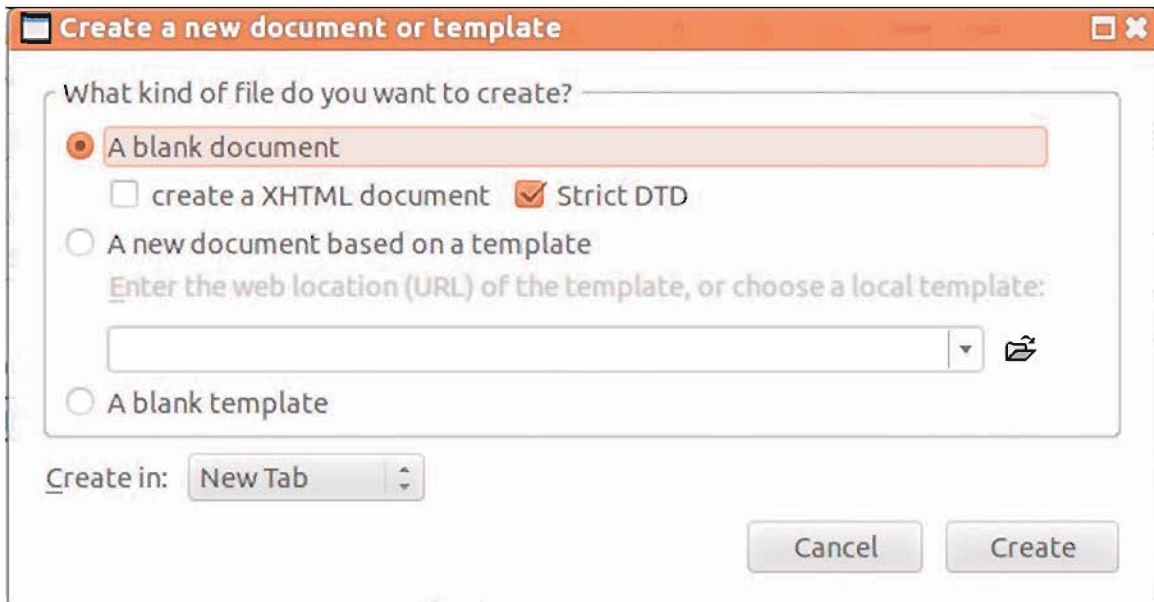 Create a new document or template
What kind of file do you want to create?
A blank document
create a XHTML document Strict DTD
A new document based on a template
Enter the web location (URL) of the template, or choose a local template:
A blank template
Create in: New Tab
Cancel Create